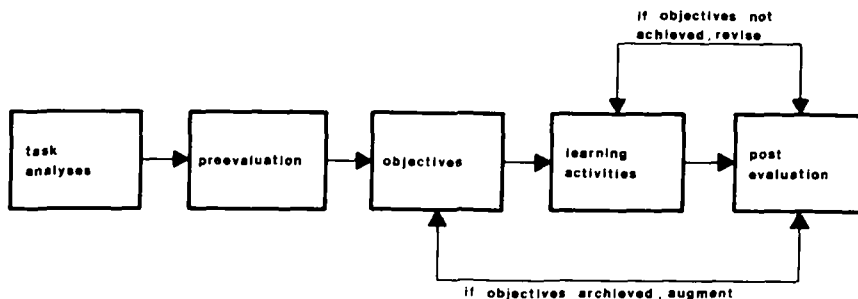 if objectives not
achieved, revise
task
analyses
preevaluation
objectives
learning
activities
post
evaluation
if objectives archieved, augment